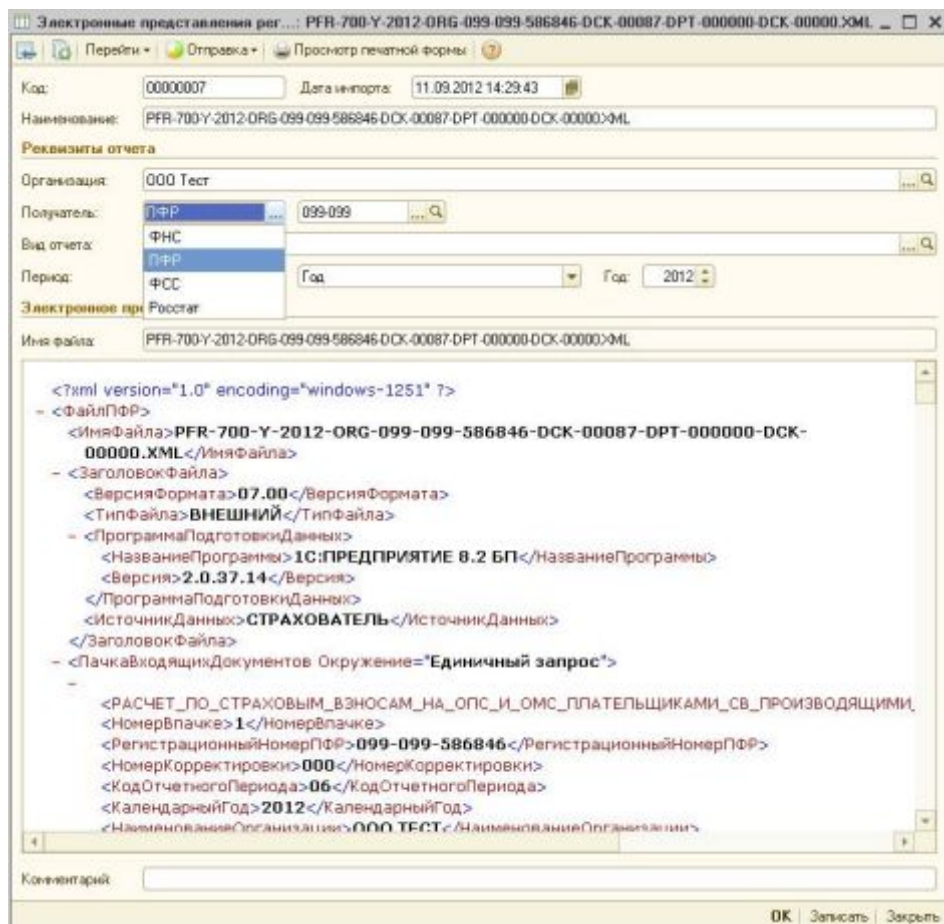 Электронные представления рег...: PFR-700-Y-2012-ORG-099-099-586846-DCK-00087-DPT-000000-DCK-00000.XML
Перейти Отправка Просмотр печатной формы ?
Код: 00000007 Дата импорта: 11.09.2012 14:29:43
Наименование: PFR-700-Y-2012-ORG-099-099-586846-DCK-00087-DPT-000000-DCK-00000.XML
Реквизиты отчета
Организация: ООО Тест ...
Получатель: ПФР ... 099-099 ...
ФНС
Вид отчета: ...
ПФР
Период: Год Год: 2012
ФСС
Электронное пр
Росстат
Имя файла: PFR-700-Y-2012-ORG-099-099-586846-DCK-00087-DPT-000000-DCK-00000.XML
<?xml version="1.0" encoding="windows-1251" ?>
- <ФайлПФР>
<ИмяФайла>PFR-700-Y-2012-ORG-099-099-586846-DCK-00087-DPT-000000-DCK-
00000.XML</ИмяФайла>
- <ЗаголовокФайла>
<ВерсияФормата>07.00</ВерсияФормата>
<ТипФайла>ВНЕШНИЙ</ТипФайла>
- <ПрограммаПодготовкиДанных>
<НазваниеПрограммы>1С:ПРЕДПРИЯТИЕ 8.2 БП</НазваниеПрограммы>
<Версия>2.0.37.14</Версия>
</ПрограммаПодготовкиДанных>
<ИсточникДанных>СТРАХОВАТЕЛЬ</ИсточникДанных>
</ЗаголовокФайла>
- <ПачкаВходящихДокументов Окружение="Единичный запрос">
-
<РАСЧЕТ_ПО_СТРАХОВЫМ_ВЗНОСАМ_НА_ОПС_И_ОМС_ПЛАТЕЛЬЩИКАМИ_СВ_ПРОИЗВОДЯЩИМИ_
<НомерВпачке>1</НомерВпачке>
<РегистрационныйНомерПФР>099-099-586846</РегистрационныйНомерПФР>
<НомерКорректировки>000</НомерКорректировки>
<КодОтчетногоПериода>06</КодОтчетногоПериода>
<КалендарныйГод>2012</КалендарныйГод>
<НаименованиеОрганизации>ООО ТЕСТ</НаименованиеОрганизации>
Комментарий:
OK Записать Закрыть